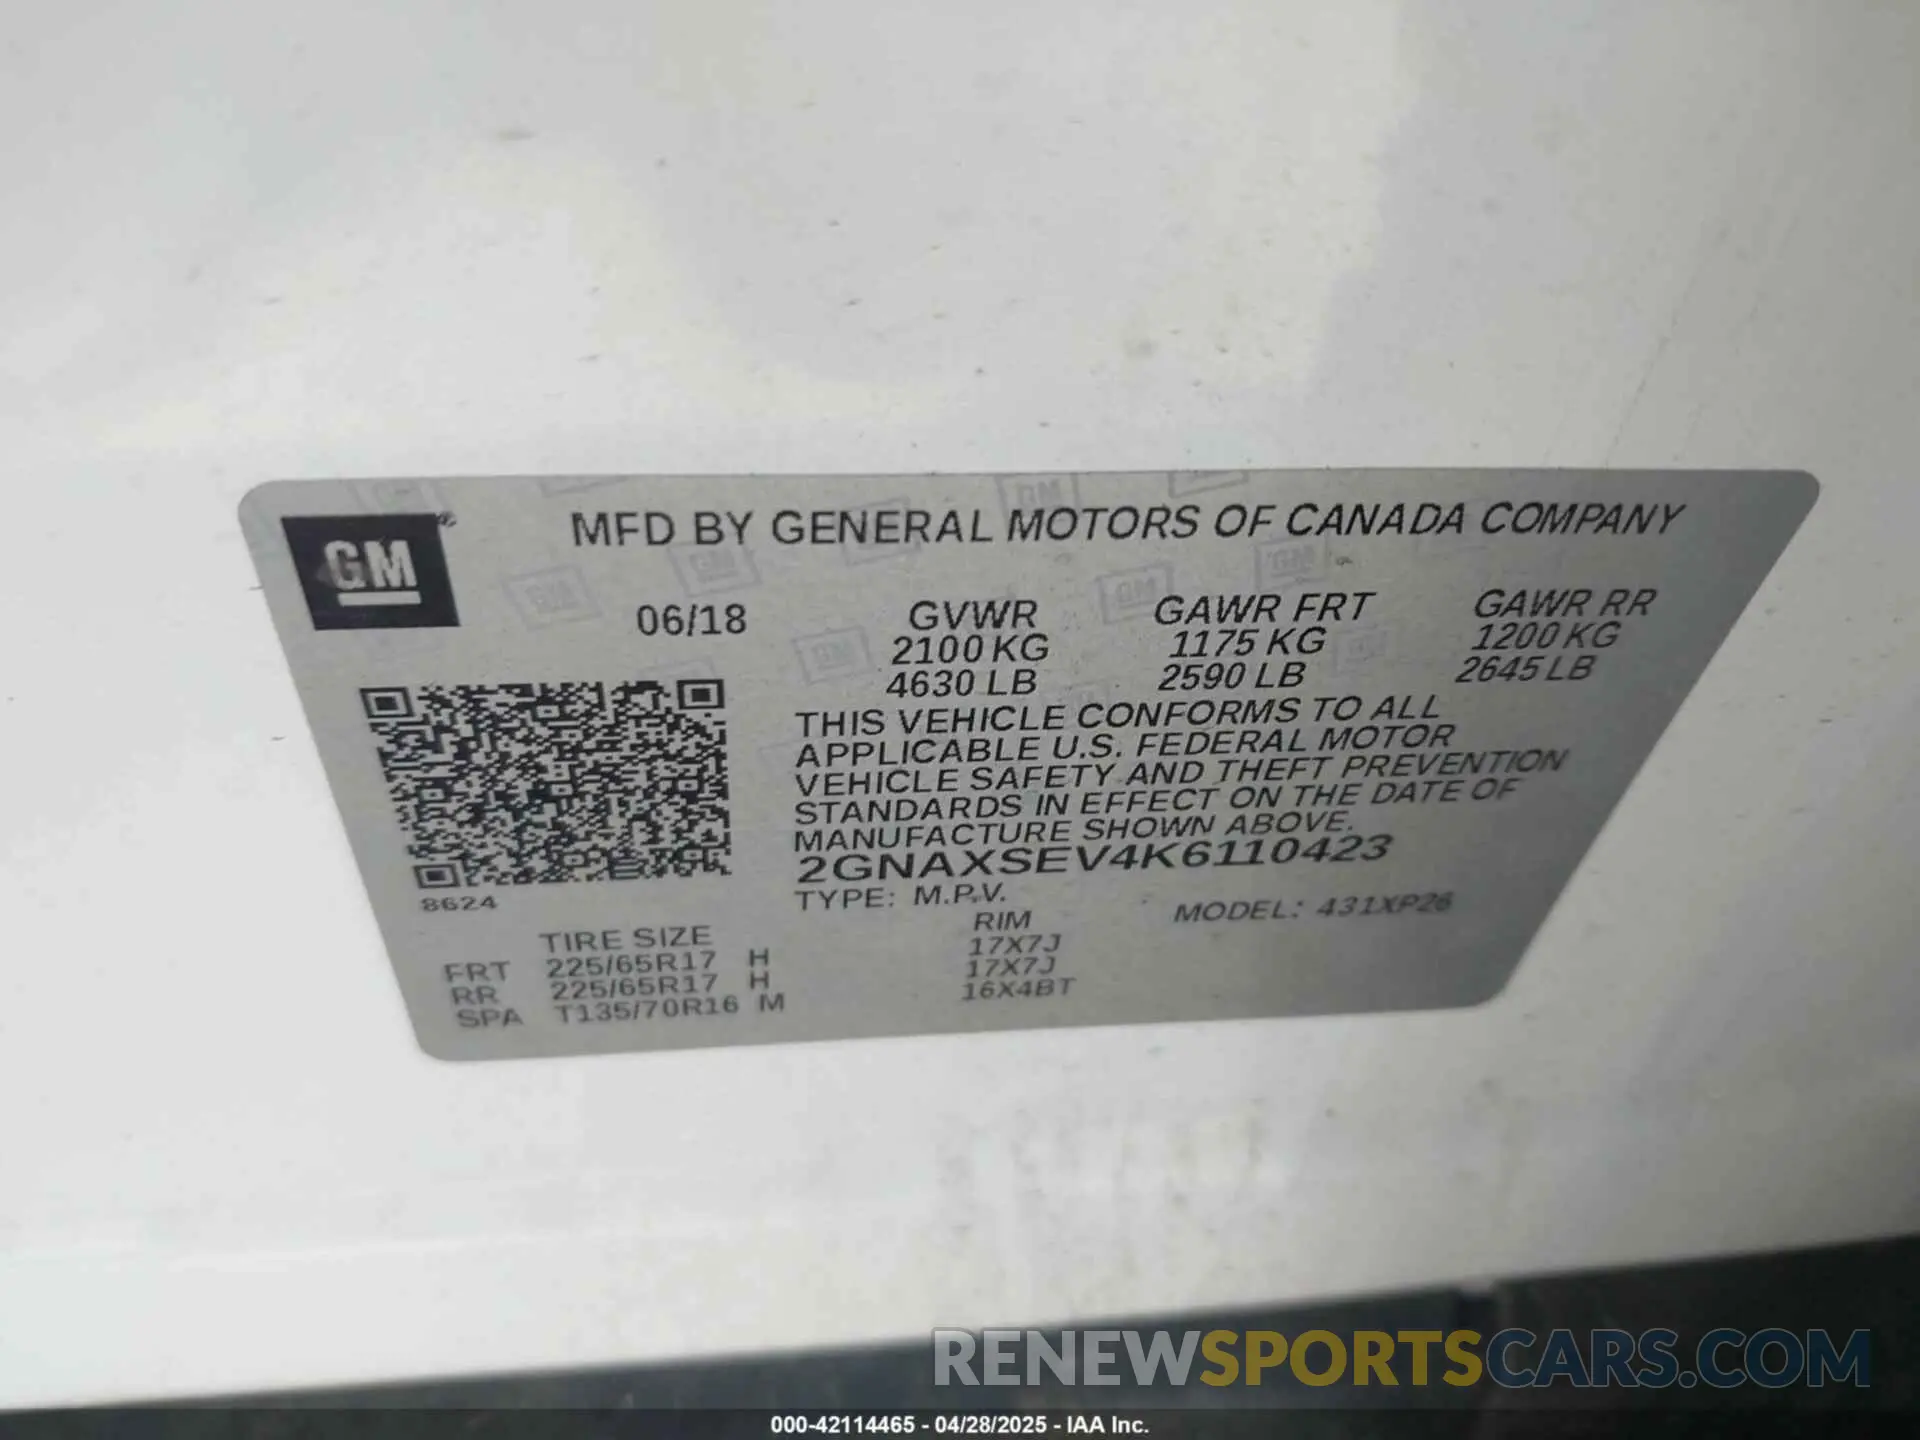 GM
MFD BY GENERAL MOTORS OF CANADA COMPANY
06/18 GVWR GAWR FRT GAWR RR
2100 KG 1175 KG 1200 KG
4630 LB 2590 LB 2645 LB
THIS VEHICLE CONFORMS TO ALL
APPLICABLE U.S. FEDERAL MOTOR
VEHICLE SAFETY AND THEFT PREVENTION
STANDARDS IN EFFECT ON THE DATE OF
MANUFACTURE SHOWN ABOVE.
2GNAXSEV4K6110423
8624
TYPE: M.P.V. MODEL: 431XP26
TIRE SIZE RIM
FRT 225/65R17 H 17X7J
RR 225/65R17 H 17X7J
SPA T135/70R16 M 16X4BT
RENEWSPORTSCARS.COM
000-42114465 - 04/28/2025 - IAA Inc.